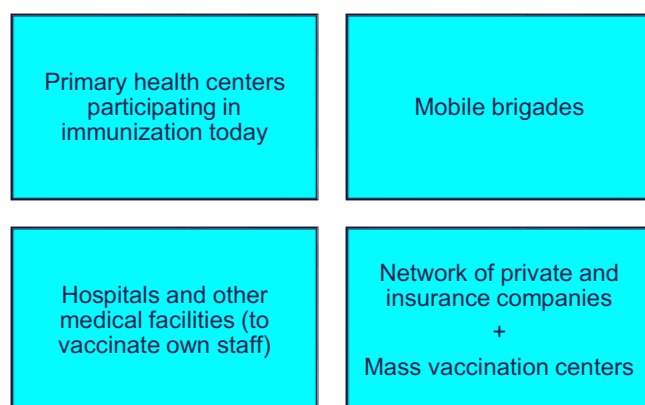 Primary health centers
participating in
immunization today
Mobile brigades
Hospitals and other
medical facilities (to
vaccinate own staff)
Network of private and
insurance companies
+
Mass vaccination centers